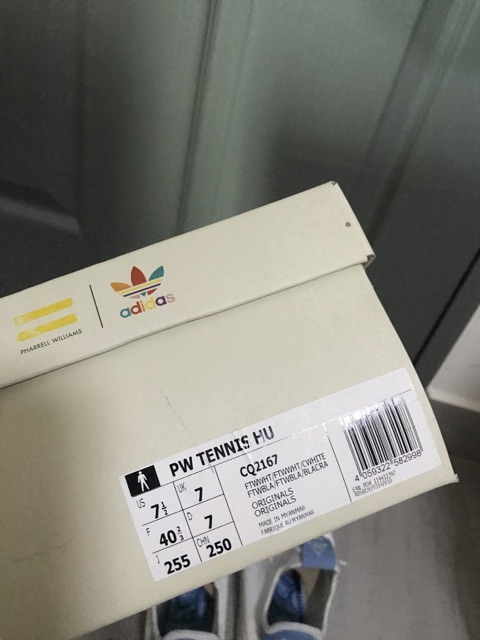 adidas
PHARRELL WILLIAMS
PW TENNIS HU
US 7½ UK 7
F 40⅔ D 7
J 255 CHN 250
CQ2167
FTWWHT/FTWWHT/CWHITE
FTWBLA/FTWBLA/BLACRA
ORIGINALS
ORIGINALS
MADE IN MYANMAR
FABRIQUÉ AU MYANMAR
4 059322 582998